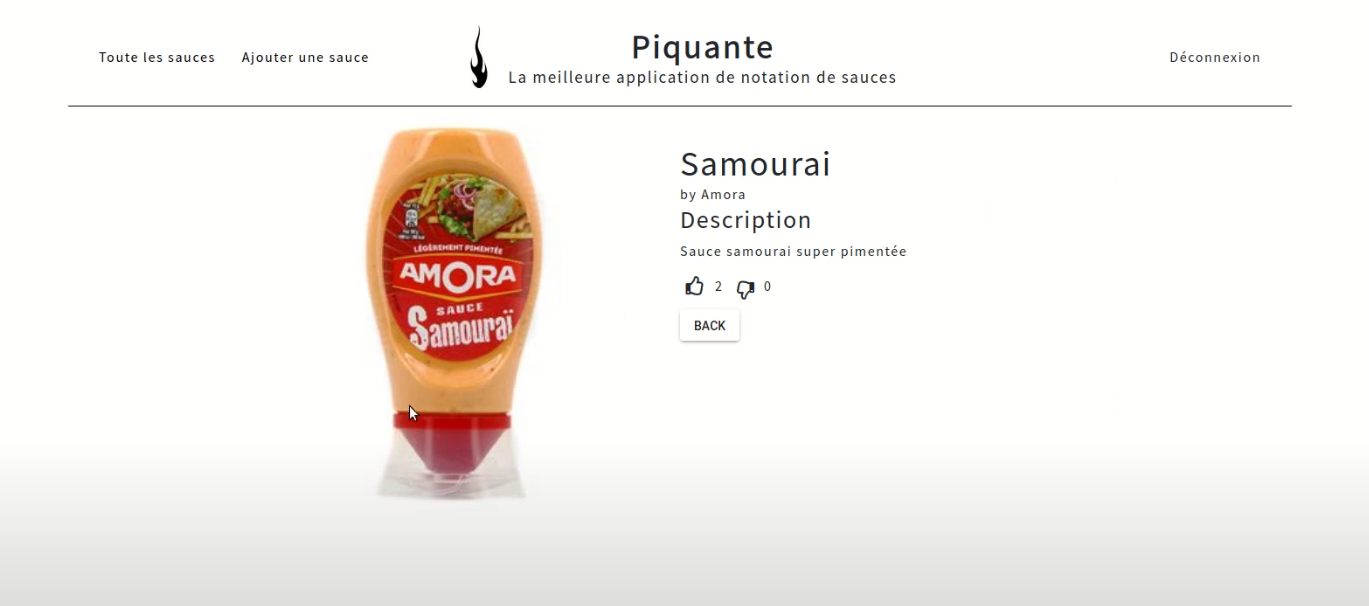 Toute les sauces
Ajouter une sauce
Piquante
La meilleure application de notation de sauces
Déconnexion
LÉGÈREMENT PIMENTÉE
AMORA
SAUCE
Samouraï
Samourai
by Amora
Description
Sauce samourai super pimentée
2
0
BACK